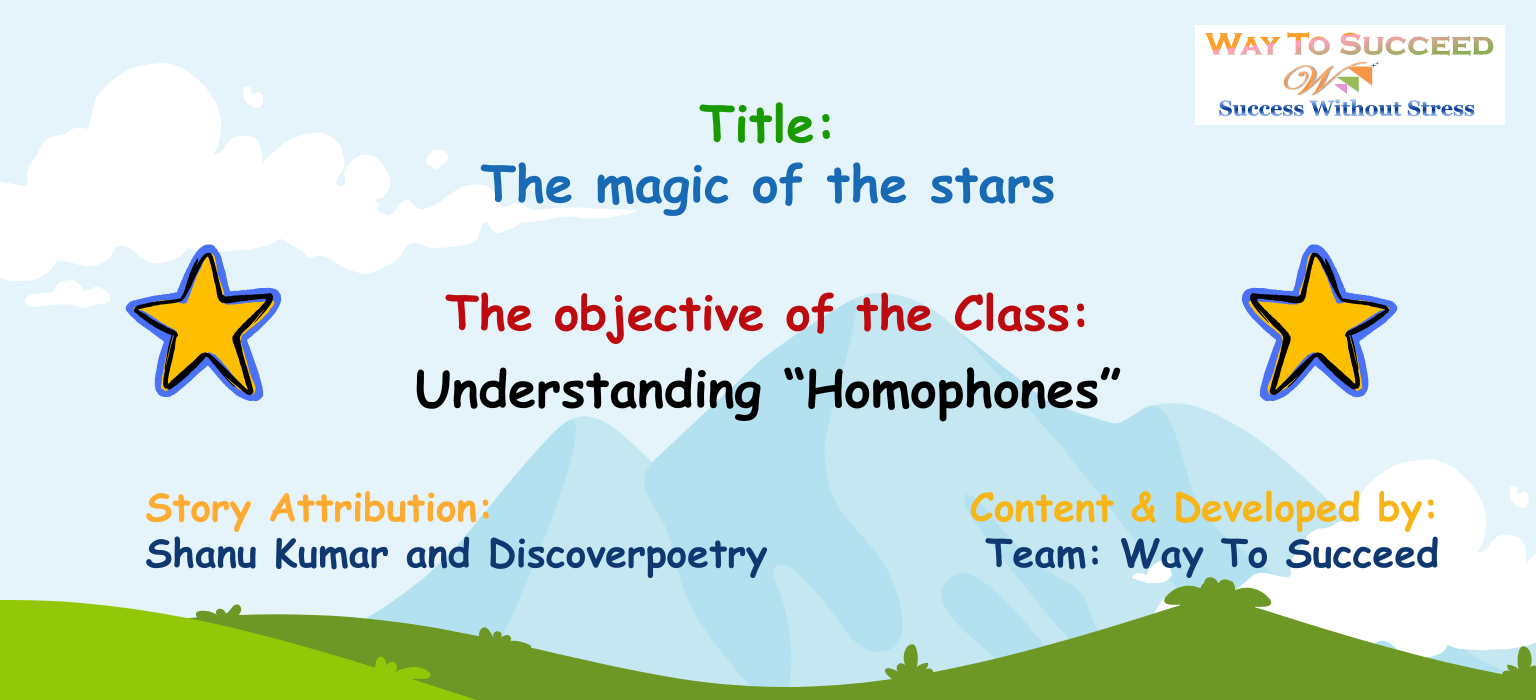 WAY TO SUCCEED
W
Success Without Stress
Title:
The magic of the stars
The objective of the Class:
Understanding “Homophones”
Story Attribution:
Shanu Kumar and Discoverpoetry
Content & Developed by:
Team: Way To Succeed